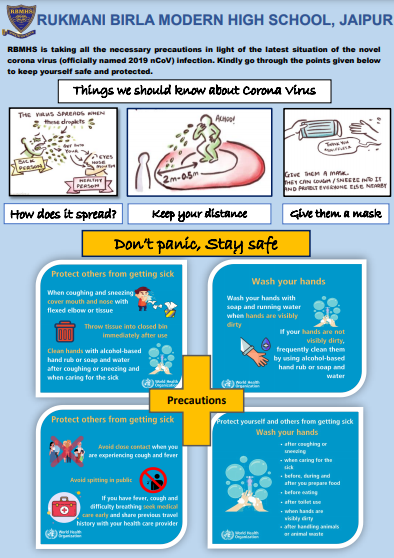 RBMHS
RUKMANI BIRLA MODERN HIGH SCHOOL, JAIPUR
RBMHS is taking all the necessary precautions in light of the latest situation of the novel
corona virus (officially named 2019 nCoV) infection. Kindly go through the points given below
to keep yourself safe and protected.
Things we should know about Corona Virus
THE VIRUS SPREADS WHEN
these droplets
SICK
PERSON
GET INTO
YOUR
EYES
NOSE
MOUTH
HEALTHY
PERSON
How does it spread?
ACHOO!
2m-0.5m
Keep your distance
THANK YOU
GIVE THEM A MASK.
THEY CAN COUGH / SNEEZE INTO IT
AND PROTECT EVERYONE ELSE NEARBY
Give them a mask
Don't panic, Stay safe
Protect others from getting sick
When coughing and sneezing
cover mouth and nose with
flexed elbow or tissue
Throw tissue into closed bin
immediately after use
Clean hands with alcohol-based
hand rub or soap and water
after coughing or sneezing and
when caring for the sick
World Health
Organization
Wash your hands
Wash your hands with
soap and running water
when hands are visibly
dirty
If your hands are not
visibly dirty,
frequently clean them
by using alcohol-based
hand rub or soap and
water
World Health
Organization
Precautions
Protect others from getting sick
Avoid close contact when you
are experiencing cough and fever
Avoid spitting in public
If you have fever, cough and
difficulty breathing seek medical
care early and share previous travel
history with your health care provider
World Health
Organization
Protect yourself and others from getting sick
Wash your hands
• after coughing or
sneezing
• when caring for the
sick
• before, during and
after you prepare food
• before eating
• after toilet use
• when hands are
visibly dirty
• after handling animals
or animal waste
World Health
Organization